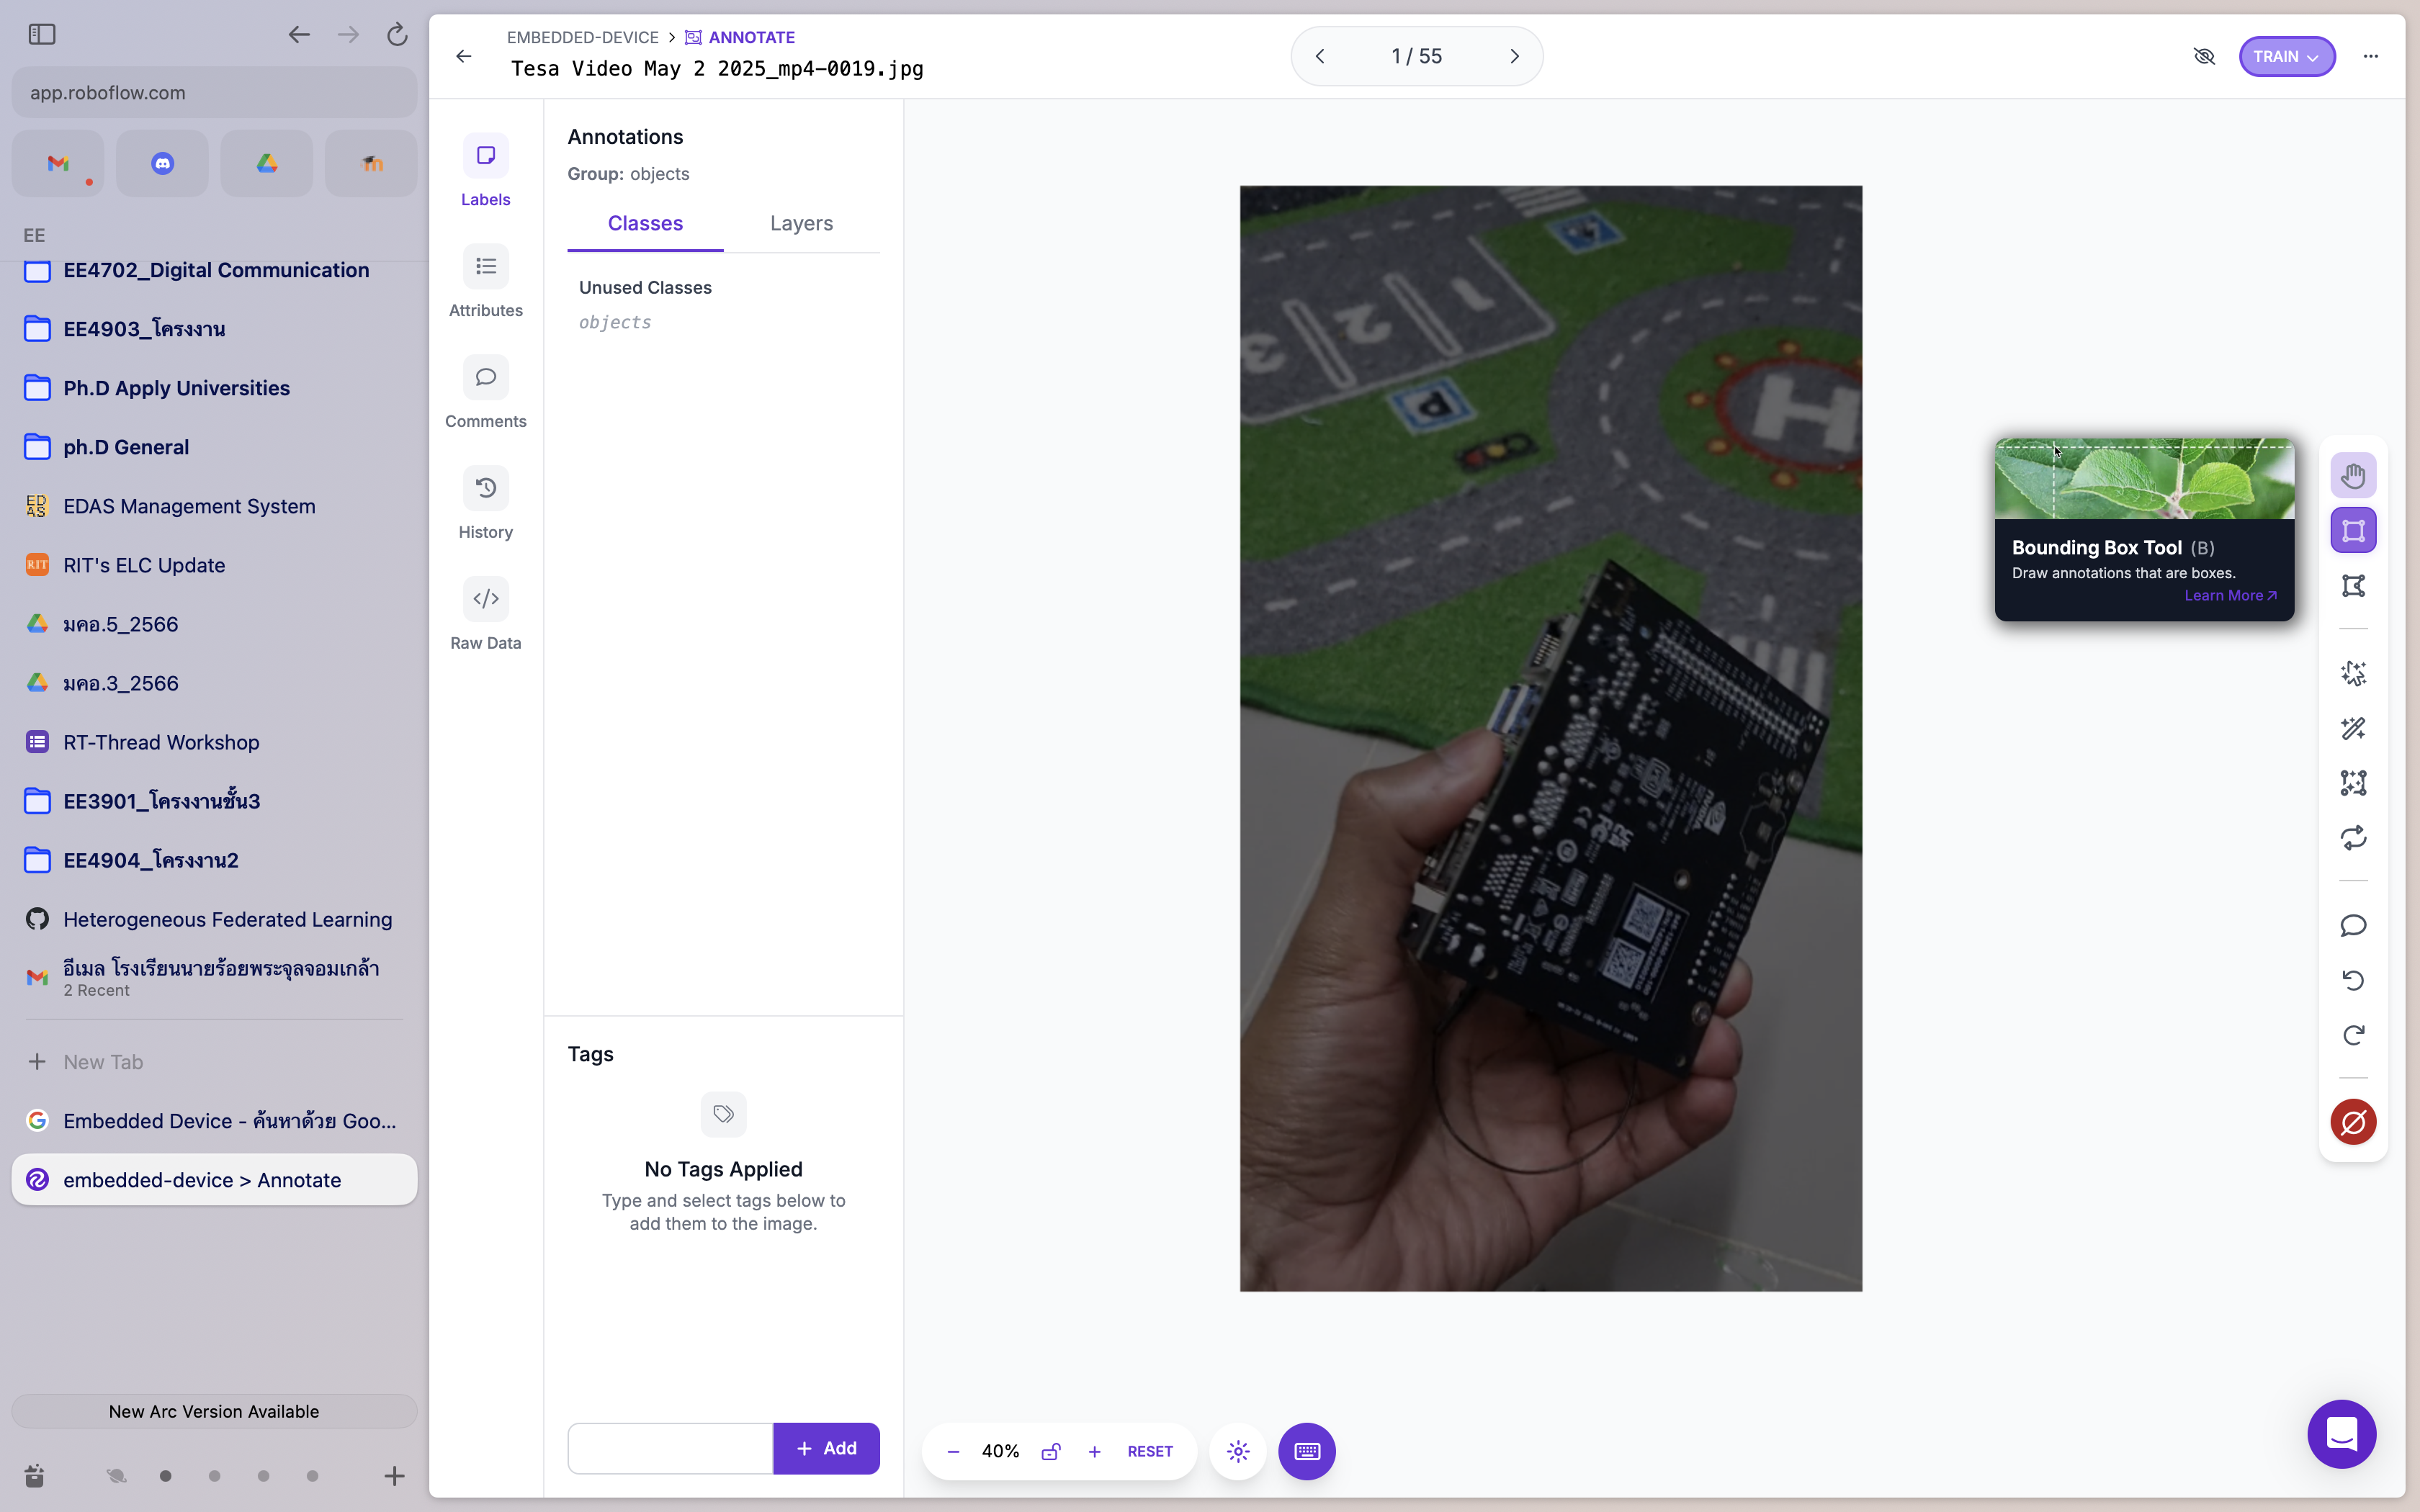 app.roboflow.com
EE
EE4702_Digital Communication
EE4903_โครงงาน
Ph.D Apply Universities
ph.D General
EDAS Management System
RIT's ELC Update
มคอ.5_2566
มคอ.3_2566
RT-Thread Workshop
EE3901_โครงงานชั้น3
EE4904_โครงงาน2
Heterogeneous Federated Learning
อีเมล โรงเรียนนายร้อยพระจุลจอมเกล้า
2 Recent
New Tab
Embedded Device - ค้นหาด้วย Goo...
embedded-device > Annotate
New Arc Version Available
EMBEDDED-DEVICE > ANNOTATE
Tesa Video May 2 2025_mp4-0019.jpg
1 / 55
TRAIN
Labels
Attributes
Comments
History
Raw Data
Annotations
Group: objects
Classes
Layers
Unused Classes
objects
Tags
No Tags Applied
Type and select tags below to
add them to the image.
+ Add
1
2
3
P
H
NVIDIA
Bounding Box Tool (B)
Draw annotations that are boxes.
Learn More
40%
RESET